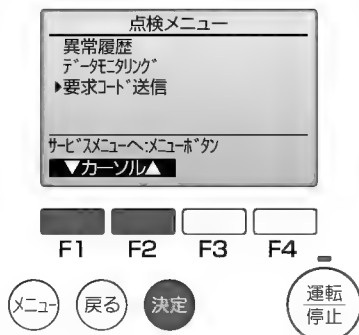 点検メニュー
異常履歴
ﾃﾞｰﾀﾓﾆﾀﾘﾝｸﾞ
▶要求ｺｰﾄﾞ送信
ｻｰﾋﾞｽﾒﾆｭｰへ:ﾒﾆｭｰﾎﾞﾀﾝ
▼カーソル▲
F1 F2 F3 F4
メニュー 戻る 決定 運転
停止